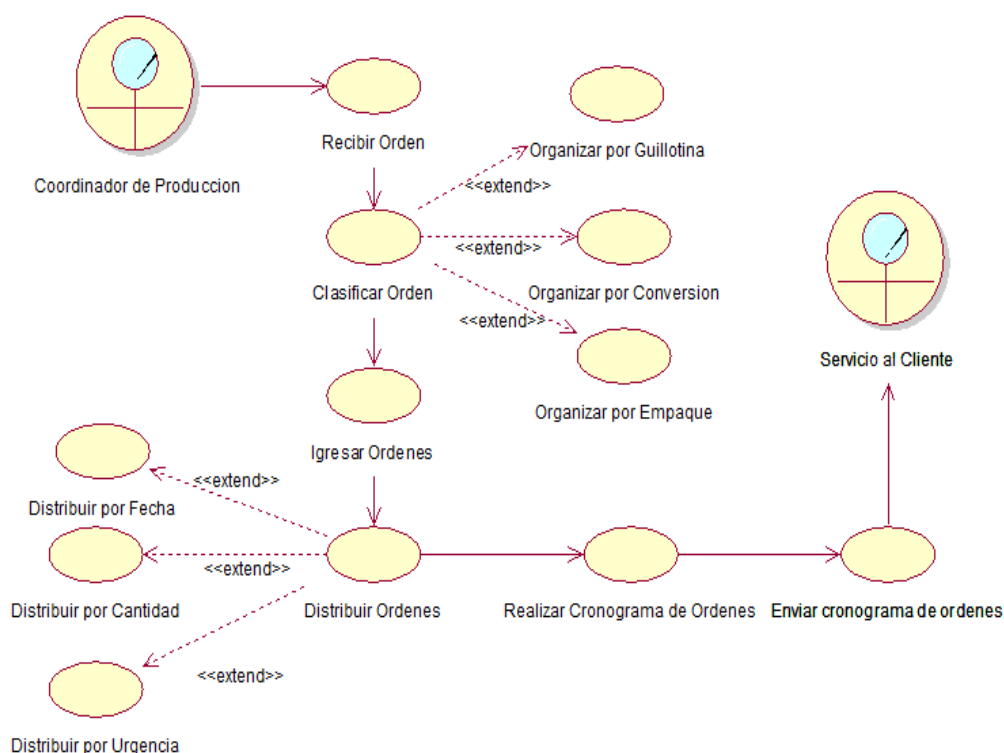 Recibir Orden
Organizar por Guillotina
Coordinador de Produccion
<<extend>>
<<extend>>
Clasificar Orden
Organizar por Conversion
<<extend>>
Servicio al Cliente
Organizar por Empaque
Igresar Ordenes
<<extend>>
Distribuir por Fecha
<<extend>>
Distribuir por Cantidad
Distribuir Ordenes
Realizar Cronograma de Ordenes
Enviar cronograma de ordenes
<<extend>>
Distribuir por Urgencia